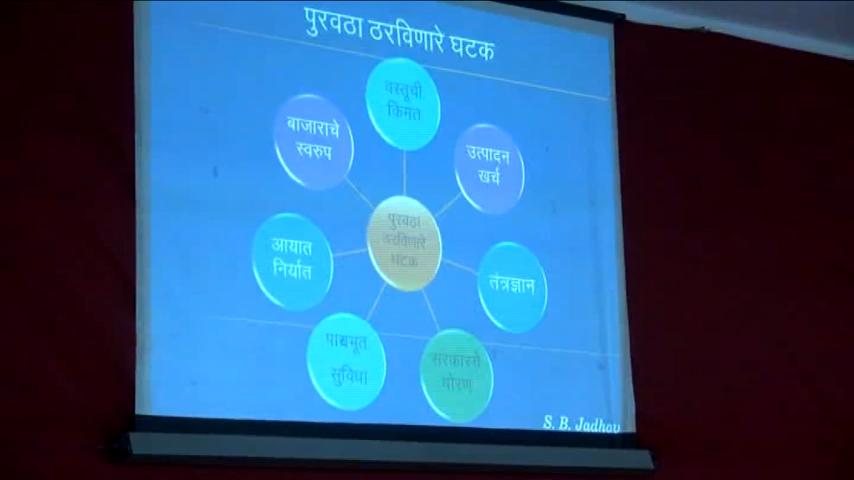 पुरवठा ठरविणारे घटक
वस्तूची
किंमत
बाजाराचे
स्वरुप
उत्पादन
खर्च
पुरवठा
ठरविणारे
घटक
आयात
निर्यात
तंत्रज्ञान
पायाभूत
सुविधा
सरकारचे
धोरण
S. B. Jadhav